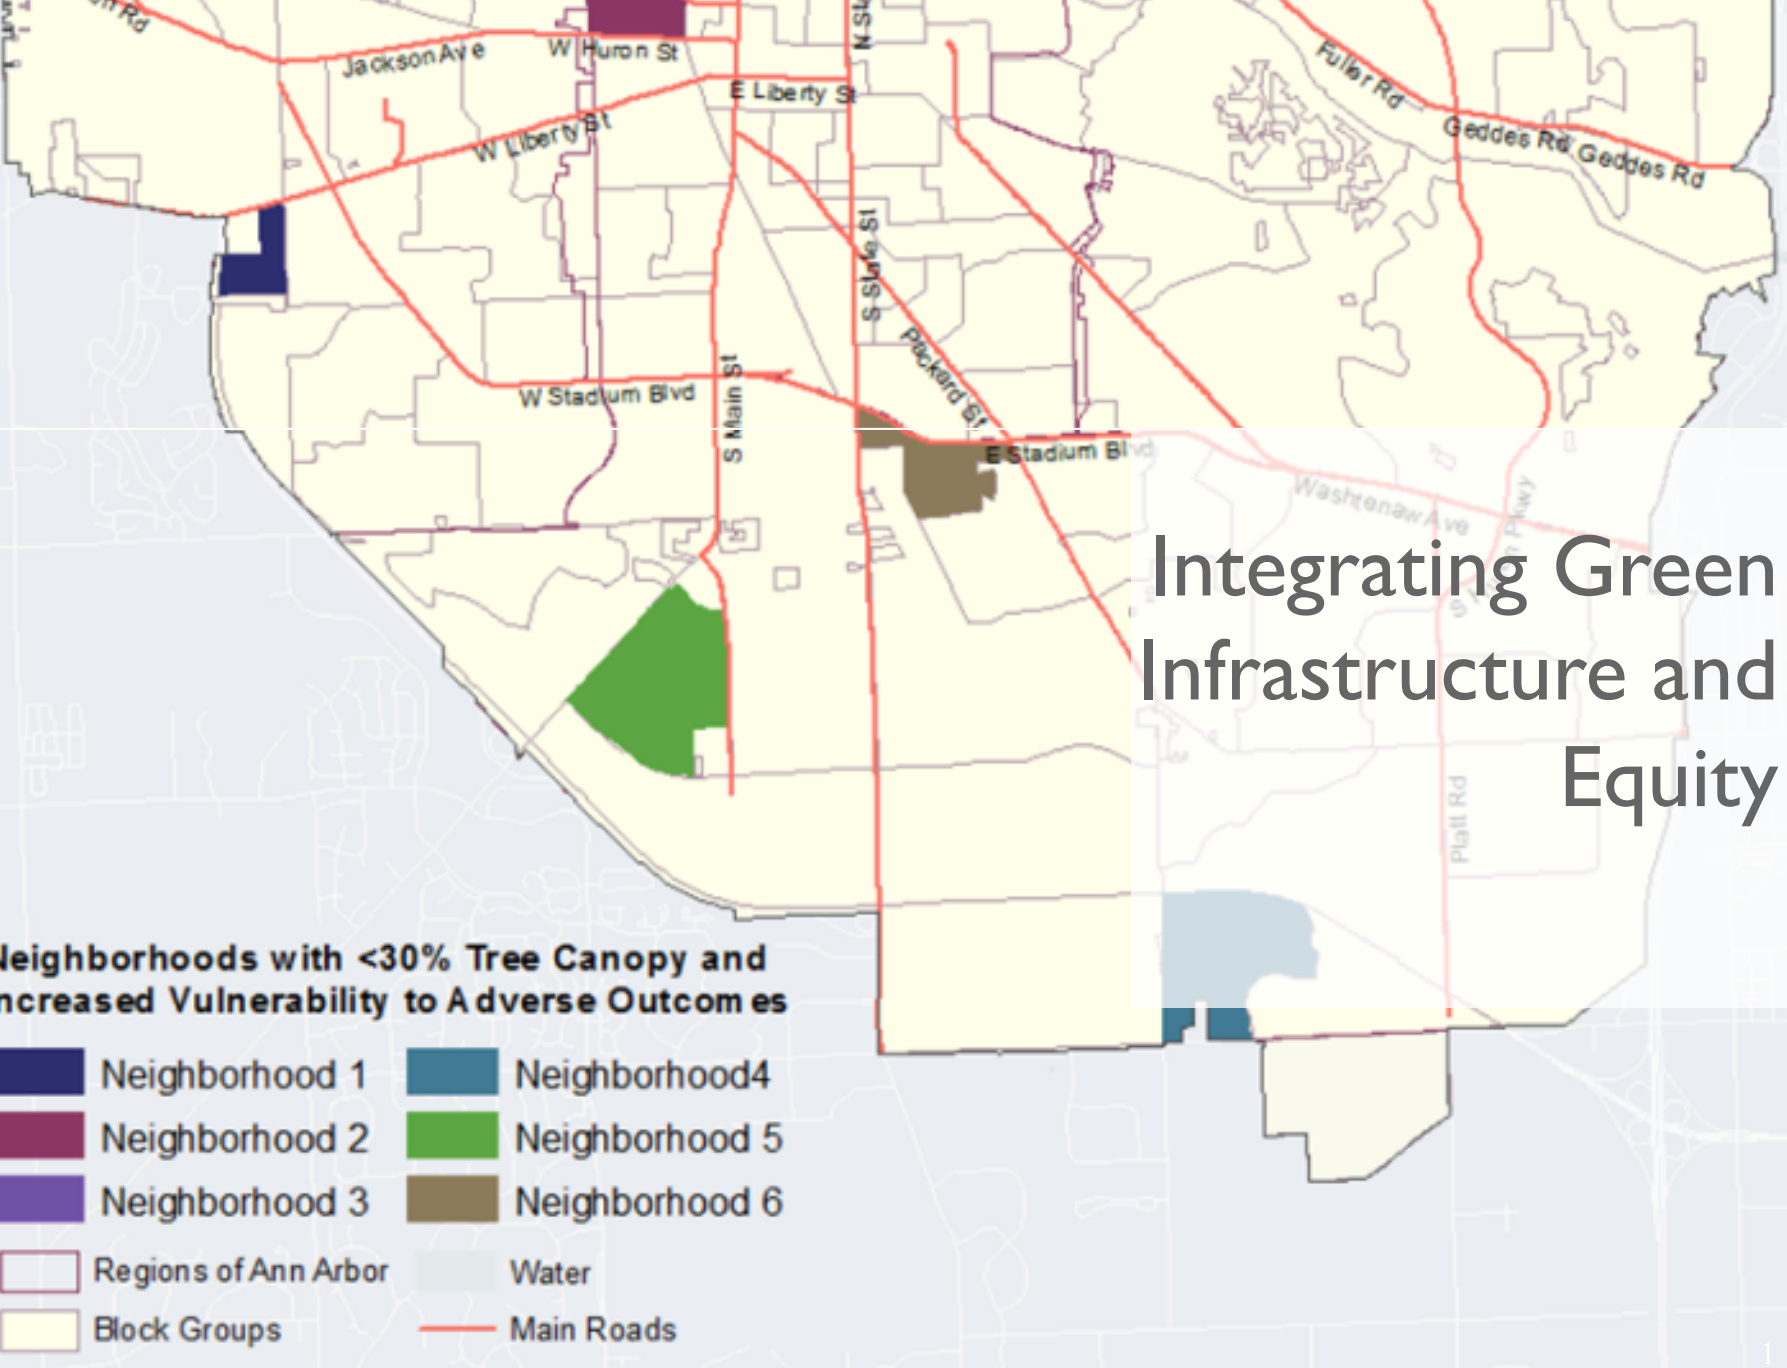 Rd
Jackson Ave
W Huron St
N St
E Liberty St
W Liberty St
Fuller Rd
Geddes Rd
Geddes Rd
S State St
Packard St
W Stadium Blvd
S Main St
E Stadium Blvd
Washtenaw Ave
Pkwy
Platt Rd
Integrating Green
Infrastructure and
Equity
Neighborhoods with <30% Tree Canopy and
Increased Vulnerability to Adverse Outcomes
Neighborhood 1
Neighborhood4
Neighborhood 2
Neighborhood 5
Neighborhood 3
Neighborhood 6
Regions of Ann Arbor
Water
Block Groups
Main Roads